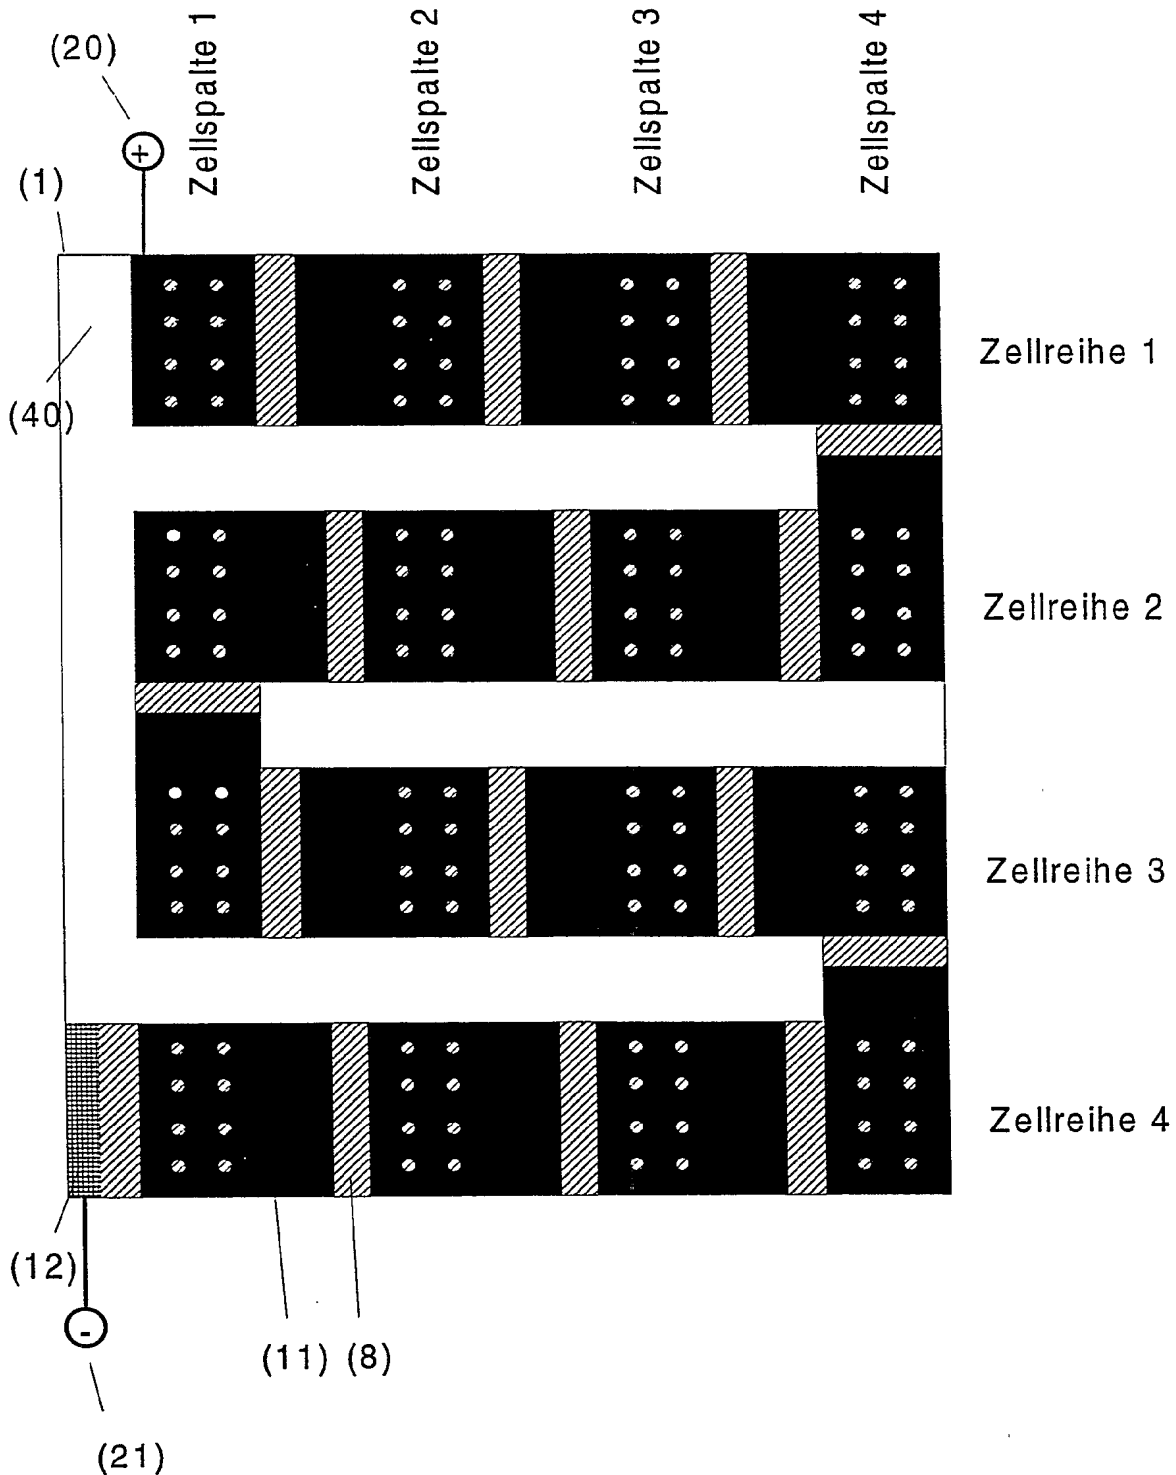 (20)
Zellspalte 1
Zellspalte 2
Zellspalte 3
Zellspalte 4
+
(1)
Zellreihe 1
(40)
Zellreihe 2
Zellreihe 3
Zellreihe 4
(12)
-
(11) (8)
(21)